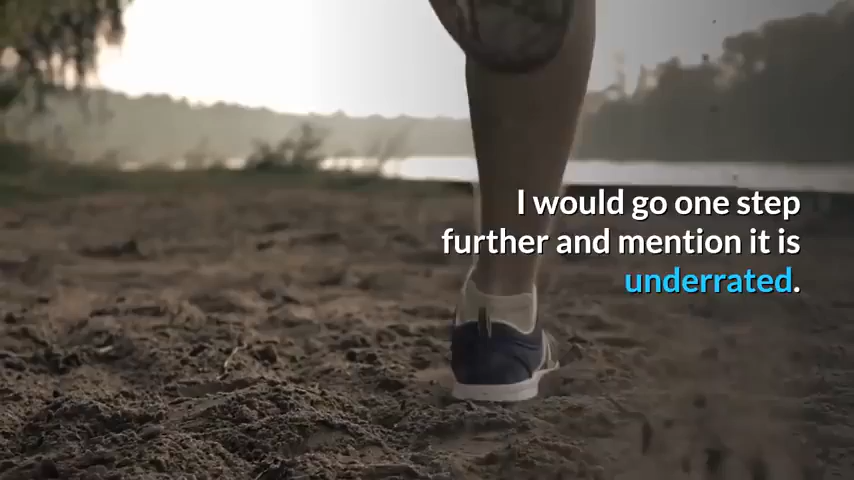 I would go one step
further and mention it is
underrated.